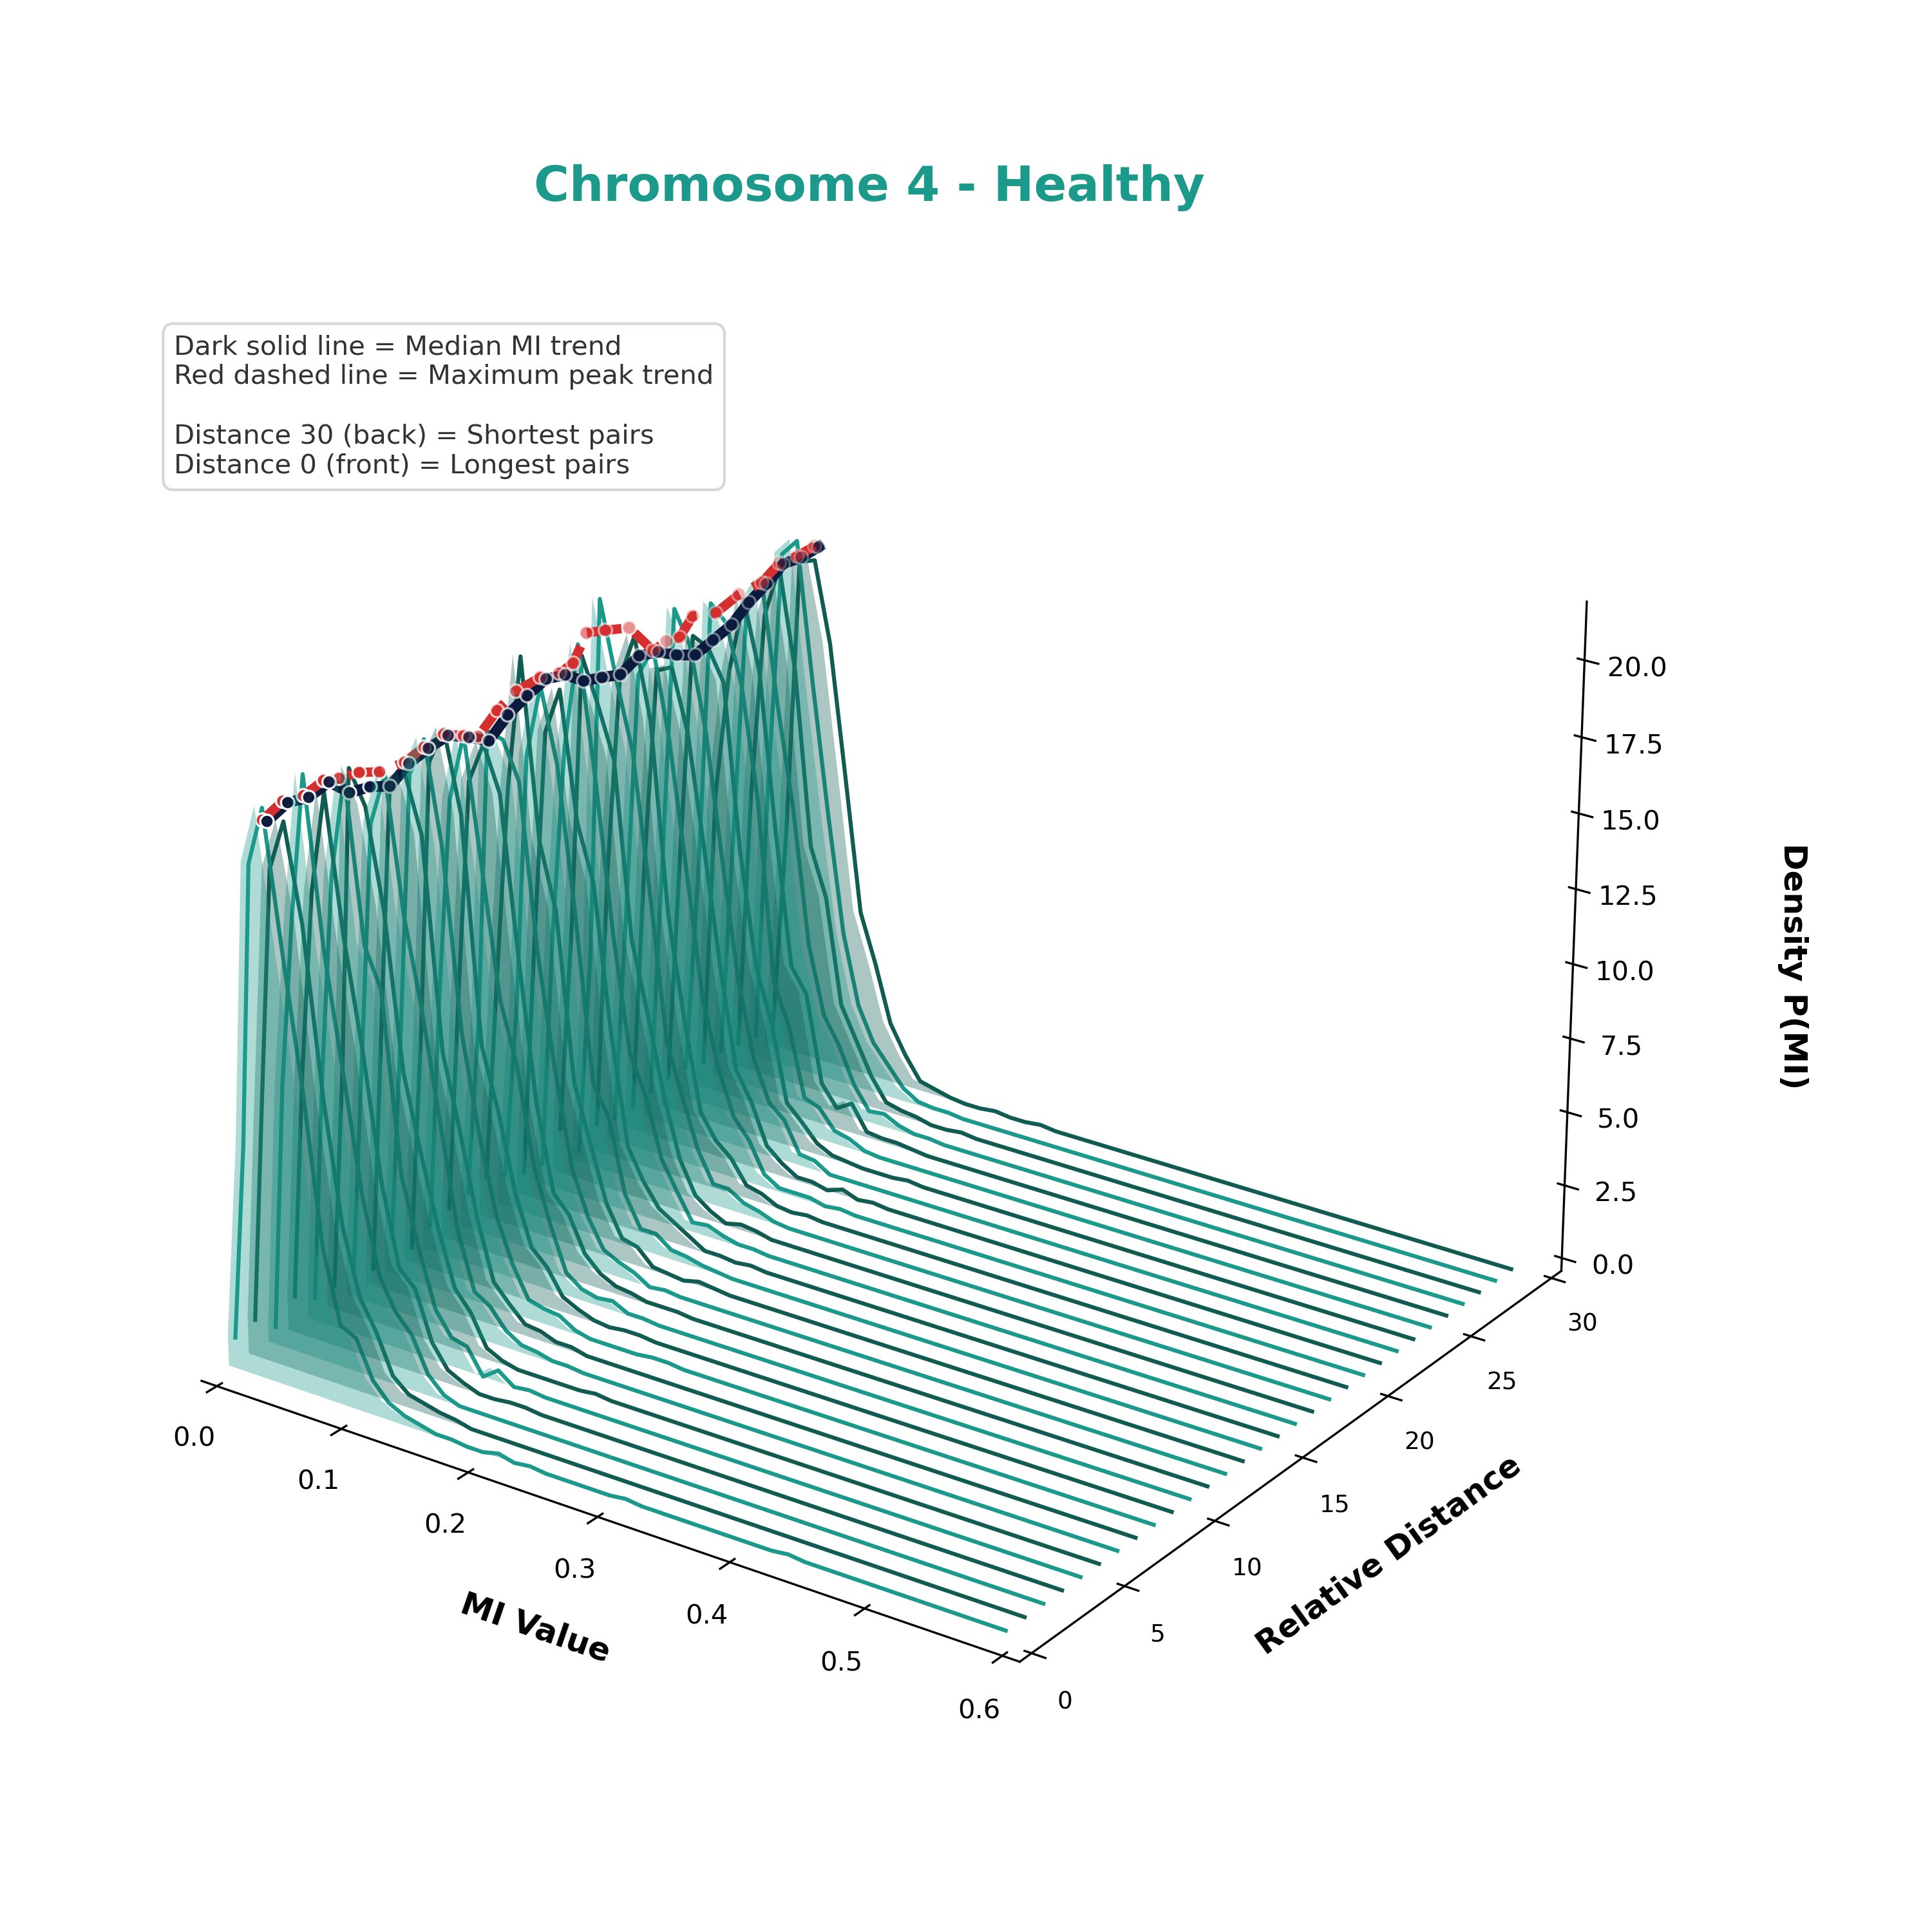 Chromosome 4 - Healthy
Dark solid line = Median MI trend
Red dashed line = Maximum peak trend
Distance 30 (back) = Shortest pairs
Distance 0 (front) = Longest pairs
20.0
17.5
15.0
12.5
10.0
7.5
5.0
2.5
0.0
Density P(MI)
0.0
0.1
0.2
0.3
0.4
0.5
0.6
MI Value
0
5
10
15
20
25
30
Relative Distance